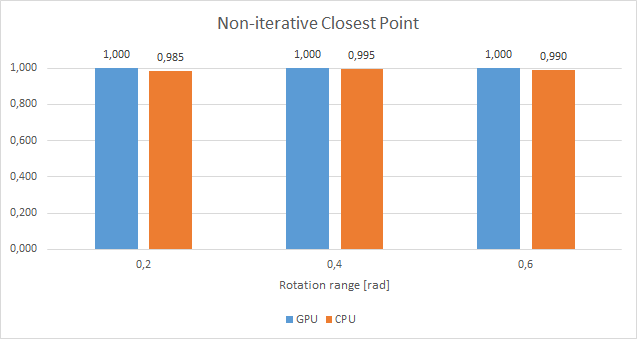 Non-iterative Closest Point
1,000 0,985 1,000 0,995 1,000 0,990
1,000
0,800
0,600
0,400
0,200
0,000
0,2 0,4 0,6
Rotation range [rad]
GPU CPU